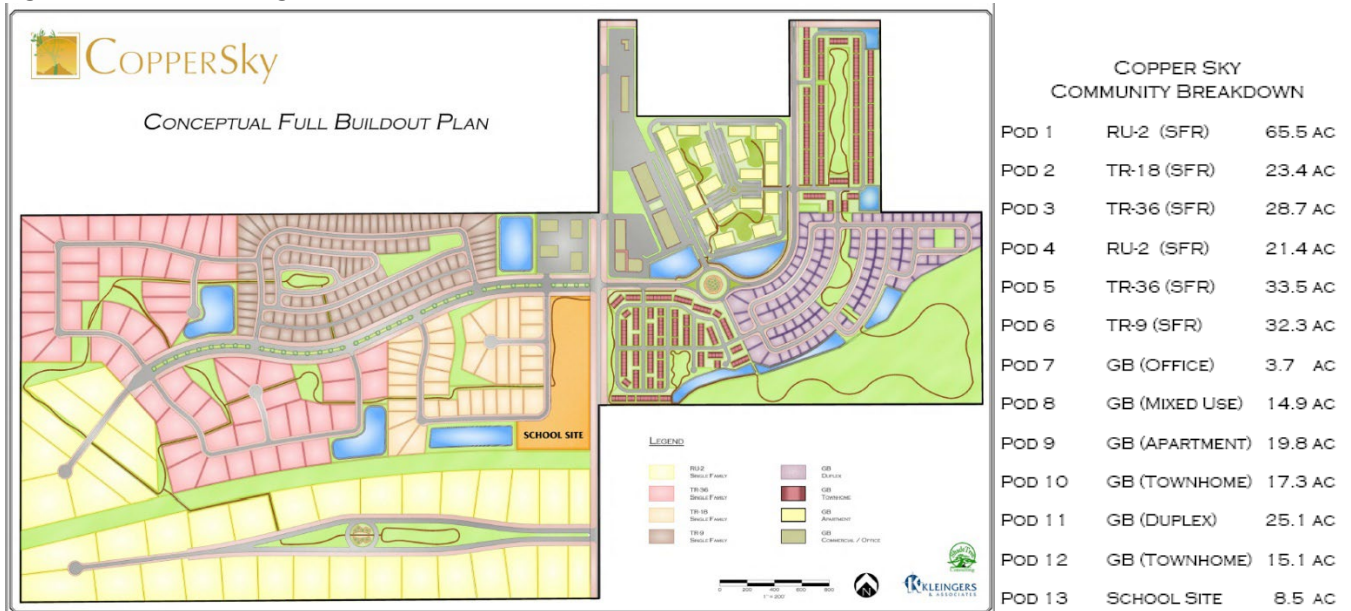 COPPERSKY
CONCEPTUAL FULL BUILDOUT PLAN
SCHOOL SITE
LEGEND
RU-2
SINGLE FAMILY
TR-36
SINGLE FAMILY
TR-18
SINGLE FAMILY
TR-9
SINGLE FAMILY
GB
DUPLEX
GB
TOWNHOME
GB
APARTMENT
GB
COMMERCIAL / OFFICE
0 200 400 600 800
1" = 200'
N
KLEINGERS
& ASSOCIATES
COPPER SKY
COMMUNITY BREAKDOWN
POD 1 RU-2 (SFR) 65.5 AC
POD 2 TR-18 (SFR) 23.4 AC
POD 3 TR-36 (SFR) 28.7 AC
POD 4 RU-2 (SFR) 21.4 AC
POD 5 TR-36 (SFR) 33.5 AC
POD 6 TR-9 (SFR) 32.3 AC
POD 7 GB (OFFICE) 3.7 AC
POD 8 GB (MIXED USE) 14.9 AC
POD 9 GB (APARTMENT) 19.8 AC
POD 10 GB (TOWNHOME) 17.3 AC
POD 11 GB (DUPLEX) 25.1 AC
POD 12 GB (TOWNHOME) 15.1 AC
POD 13 SCHOOL SITE 8.5 AC